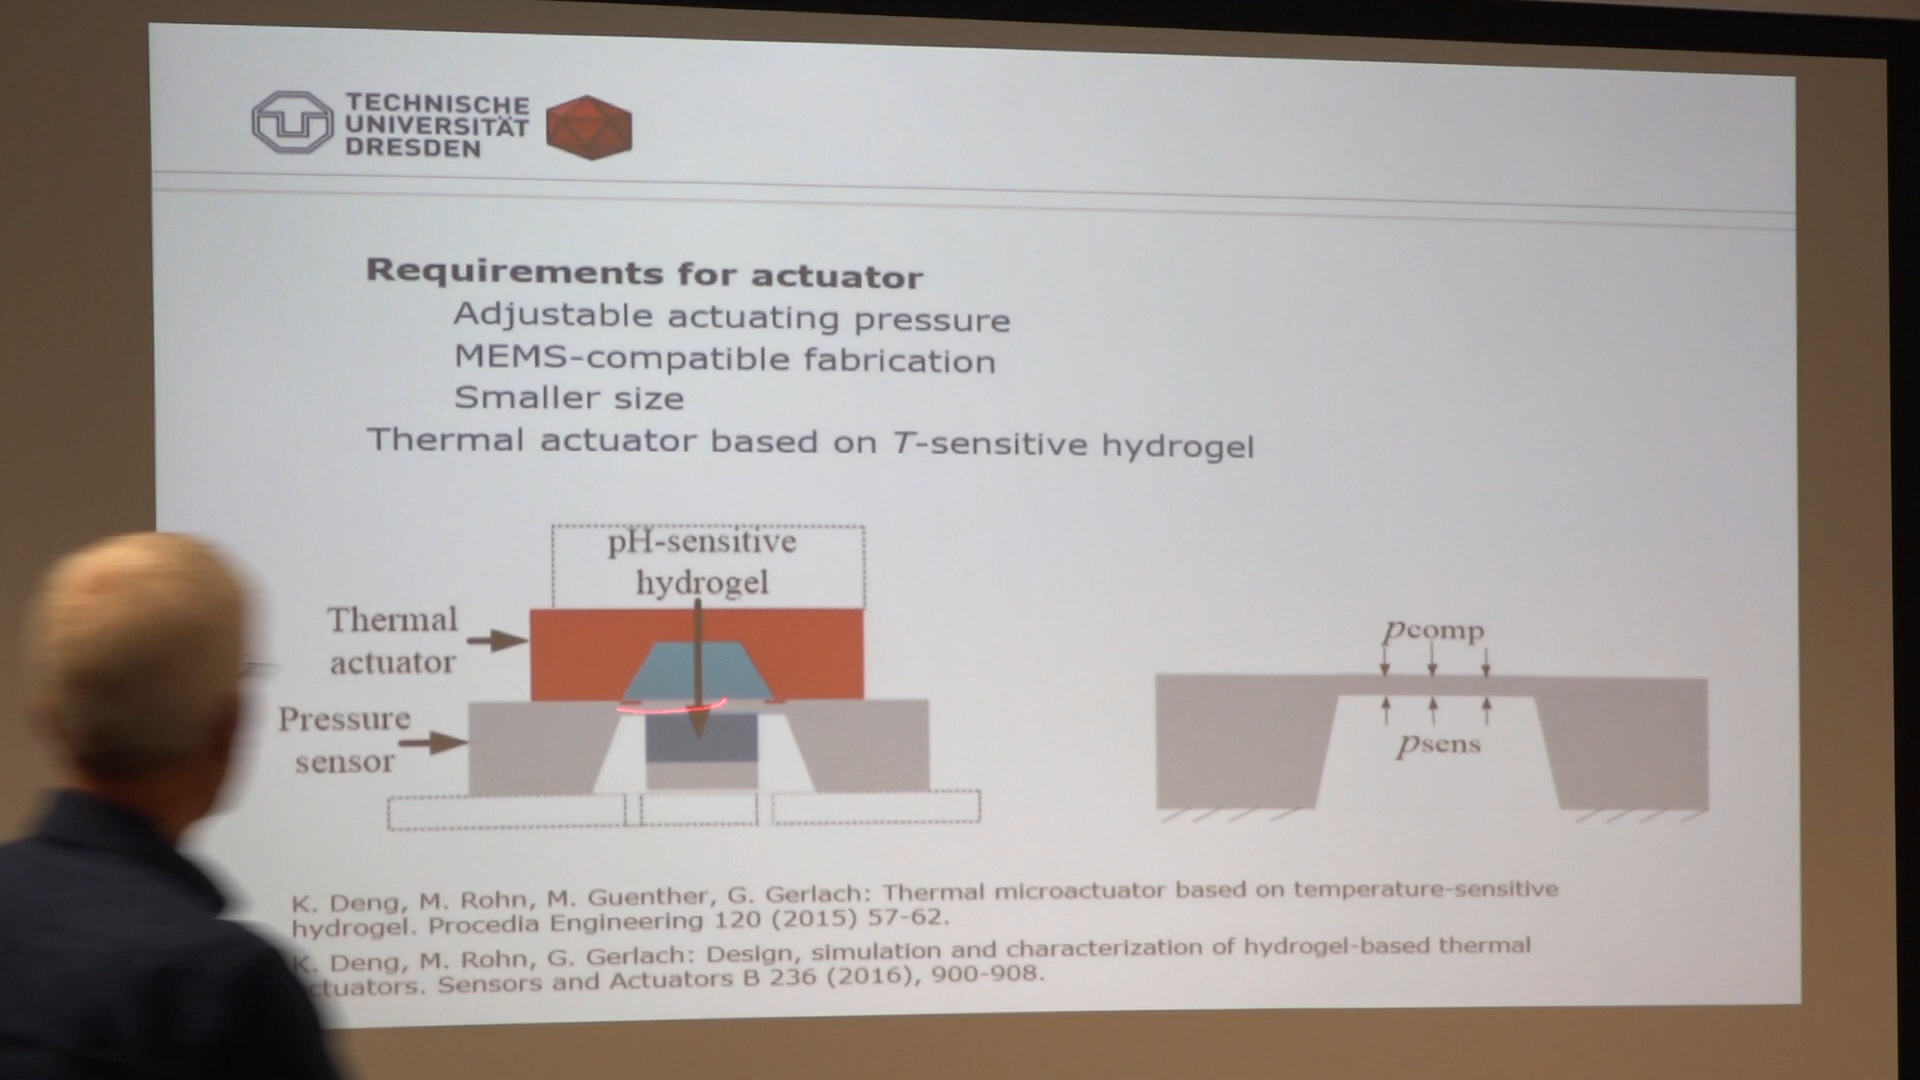 TECHNISCHE
UNIVERSITÄT
DRESDEN
Requirements for actuator
Adjustable actuating pressure
MEMS-compatible fabrication
Smaller size
Thermal actuator based on T-sensitive hydrogel
pH-sensitive
hydrogel
Thermal
actuator
Pressure
sensor
pcomp
psens
K. Deng, M. Rohn, M. Guenther, G. Gerlach: Thermal microactuator based on temperature-sensitive
hydrogel. Procedia Engineering 120 (2015) 57-62.
K. Deng, M. Rohn, G. Gerlach: Design, simulation and characterization of hydrogel-based thermal
ctuators. Sensors and Actuators B 236 (2016), 900-908.